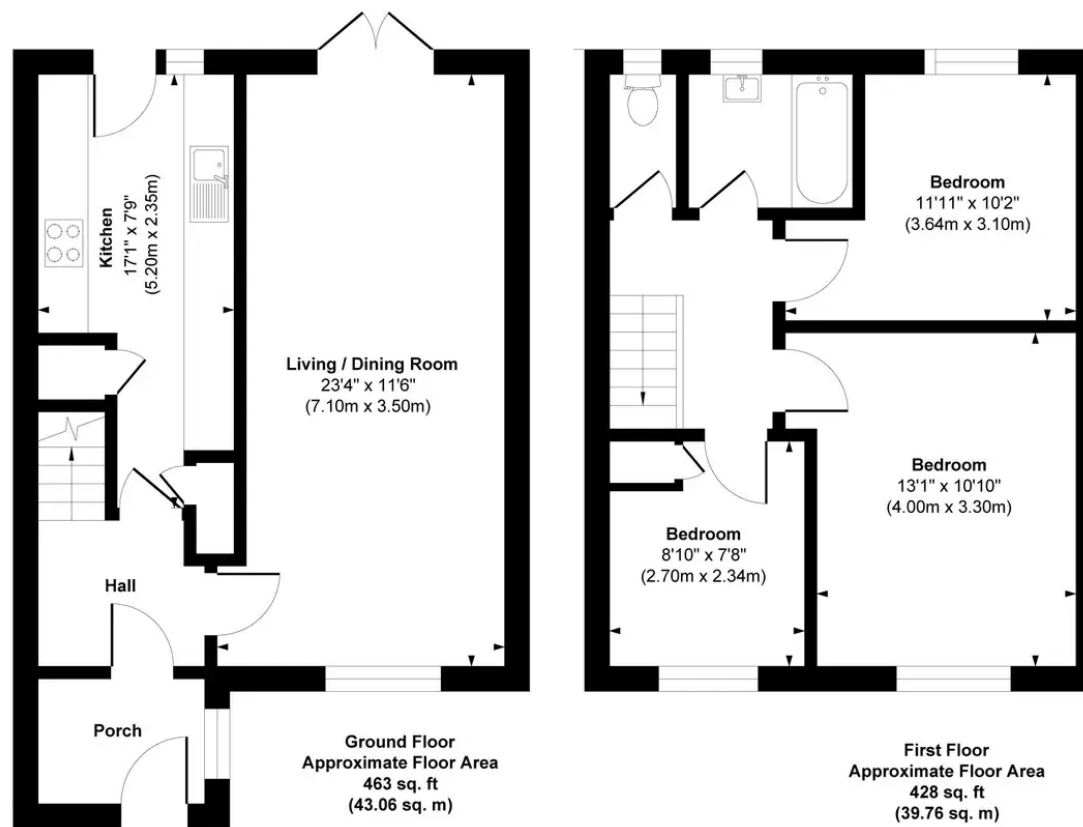 Kitchen
17'1" x 7'9"
(5.20m x 2.35m)
Living / Dining Room
23'4" x 11'6"
(7.10m x 3.50m)
Hall
Porch
Ground Floor
Approximate Floor Area
463 sq. ft
(43.06 sq. m)
Bedroom
11'11" x 10'2"
(3.64m x 3.10m)
Bedroom
13'1" x 10'10"
(4.00m x 3.30m)
Bedroom
8'10" x 7'8"
(2.70m x 2.34m)
First Floor
Approximate Floor Area
428 sq. ft
(39.76 sq. m)